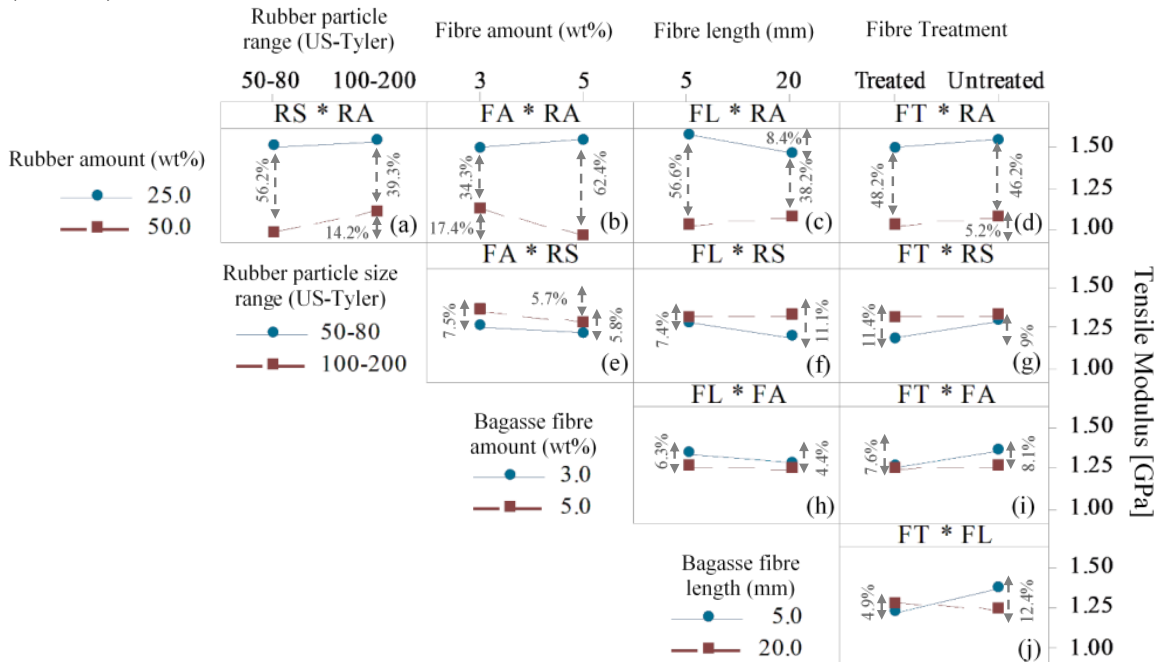 Rubber particle
range (US-Tyler)
Fibre amount (wt%)
Fibre length (mm)
Fibre Treatment
50-80 100-200
3 5
5 20
Treated Untreated
RS * RA
FA * RA
FL * RA
FT * RA
Rubber amount (wt%)
25.0
50.0
56.2%
39.3%
14.2%
(a)
34.3%
62.4%
17.4%
(b)
56.6%
8.4%
38.2%
(c)
48.2%
46.2%
5.2%
(d)
1.50
1.25
1.00
FA * RS
FL * RS
FT * RS
Rubber particle size
range (US-Tyler)
50-80
100-200
7.5%
5.7%
5.8%
(e)
7.4%
11.1%
(f)
11.4%
9%
(g)
1.50
1.25
1.00
Tensile Modulus [GPa]
FL * FA
FT * FA
Bagasse fibre
amount (wt%)
3.0
5.0
6.3%
4.4%
(h)
7.6%
8.1%
(i)
1.50
1.25
1.00
FT * FL
Bagasse fibre
length (mm)
5.0
20.0
4.9%
12.4%
(j)
1.50
1.25
1.00